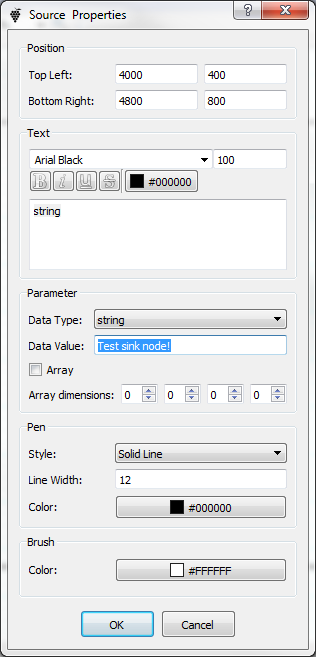 Source Properties
?
Position
Top Left: 4000 400
Bottom Right: 4800 800
Text
Arial Black 100
B i U S #000000
string
Parameter
Data Type: string
Data Value: Test sink node!
Array
Array dimensions: 0 0 0 0
Pen
Style: Solid Line
Line Width: 12
Color: #000000
Brush
Color: #FFFFFF
OK Cancel